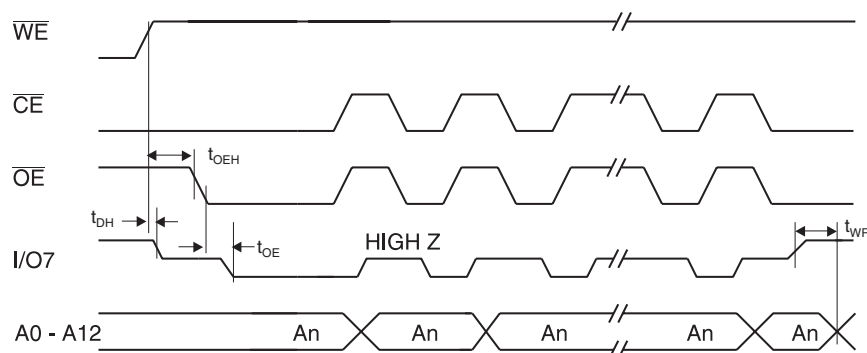 WE
CE
OE
tOEH
tDH
tOE
tWR
I/O7
HIGH Z
A0 - A12
An
An
An
An
An